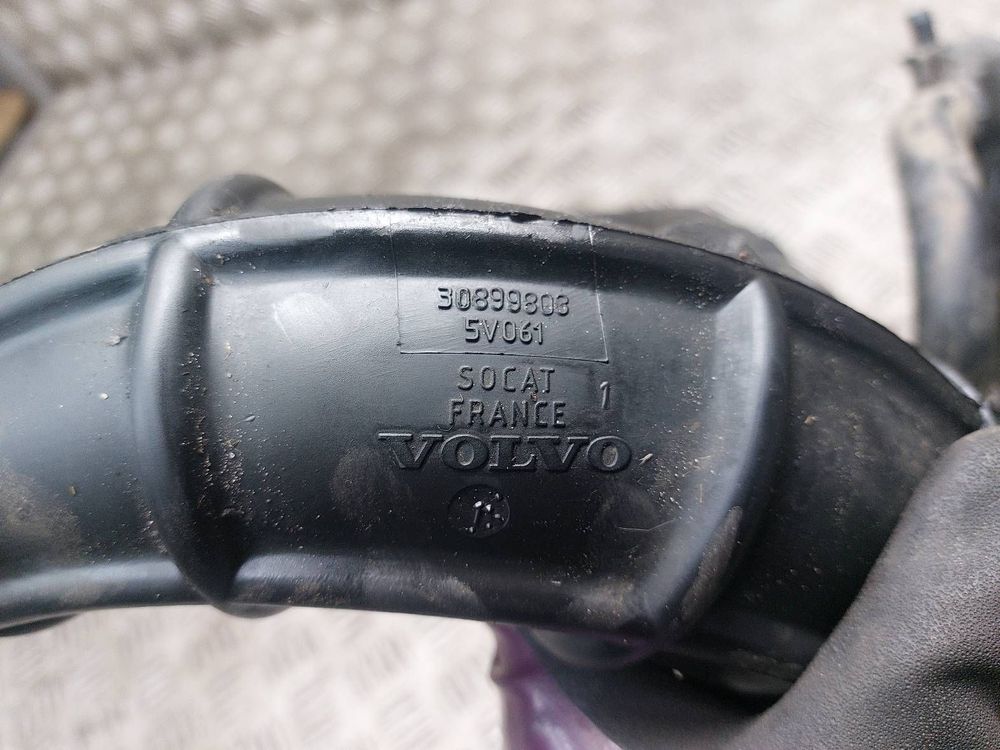 30899803
5V061
SOCAT
FRANCE 1
VOLVO